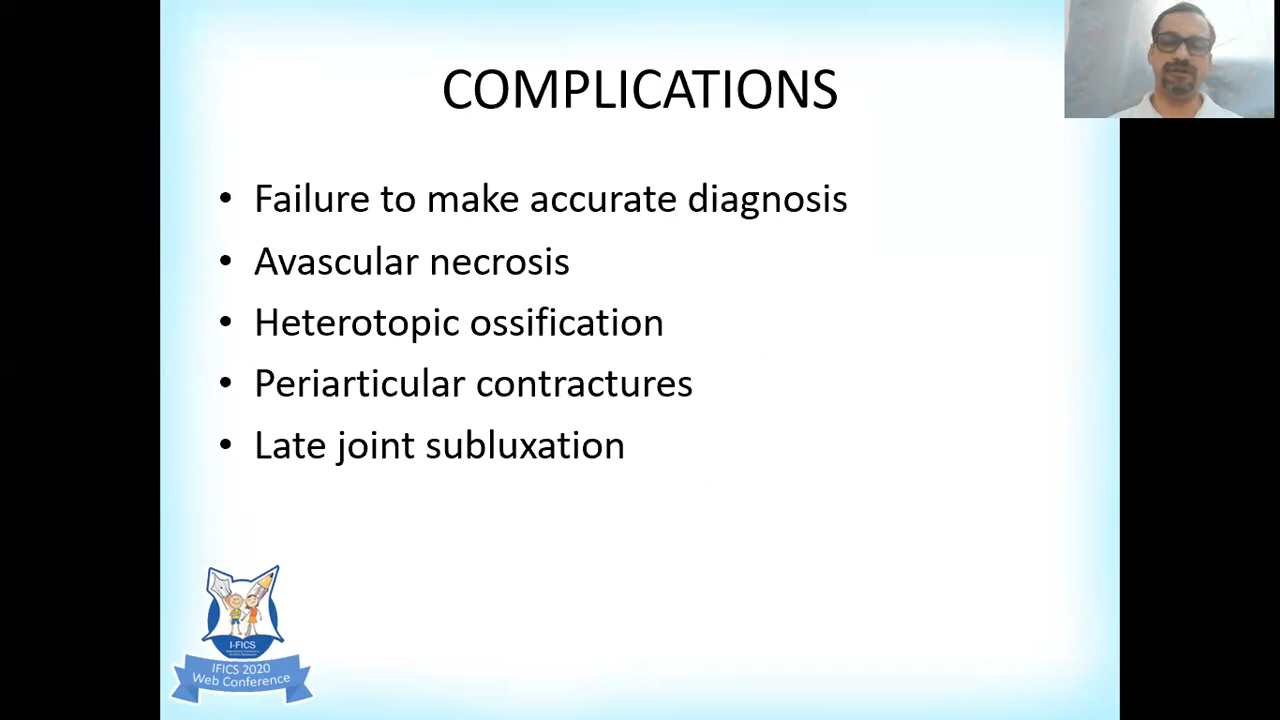 COMPLICATIONS
• Failure to make accurate diagnosis
• Avascular necrosis
• Heterotopic ossification
• Periarticular contractures
• Late joint subluxation
I-FICS
IFICS 2020
Web Conference